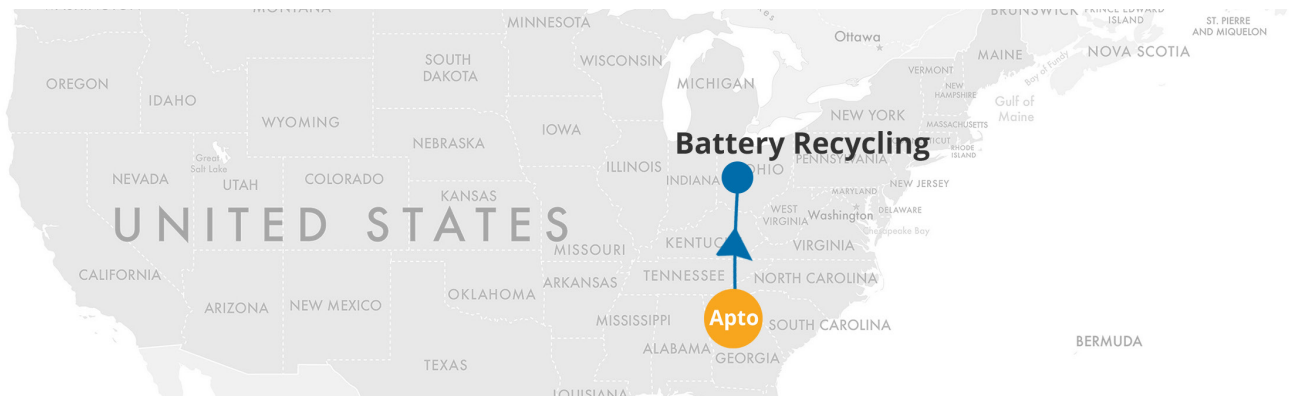 MINNESOTA
BRUNSWICK
ISLAND
ST. PIERRE
AND MIQUELON
Ottawa
NOVA SCOTIA
MAINE
Bay of Fundy
SOUTH
DAKOTA
WISCONSIN
MICHIGAN
VERMONT
OREGON
IDAHO
NEW
HAMPSHIRE
Gulf of
Maine
WYOMING
IOWA
NEW YORK
MASSACHUSETTS
NEBRASKA
Battery Recycling
RHODE
ISLAND
Great
Salt Lake
ILLINOIS
OHIO
PENNSYLVANIA
NEVADA
UTAH
COLORADO
KANSAS
INDIANA
MARYLAND
NEW JERSEY
UNITED STATES
WEST
VIRGINIA
Washington
DELAWARE
Chesapeake Bay
MISSOURI
KENTUC
VIRGINIA
CALIFORNIA
ARKANSAS
TENNESSEE
NORTH CAROLINA
ARIZONA
NEW MEXICO
OKLAHOMA
MISSISSIPPI
Apto
SOUTH CAROLINA
ALABAMA
GEORGIA
BERMUDA
TEXAS
LOUISIANA